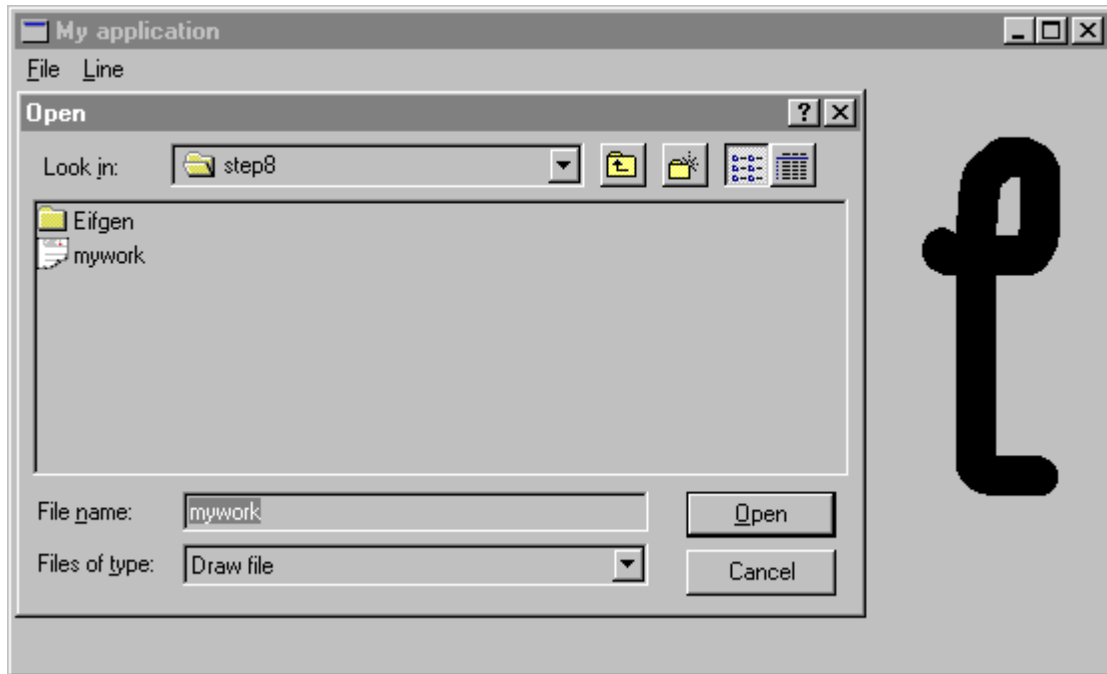 My application
File Line
Open ?
Look in: step8
Eifgen
mywork
File name: mywork Open
Files of type: Draw file Cancel